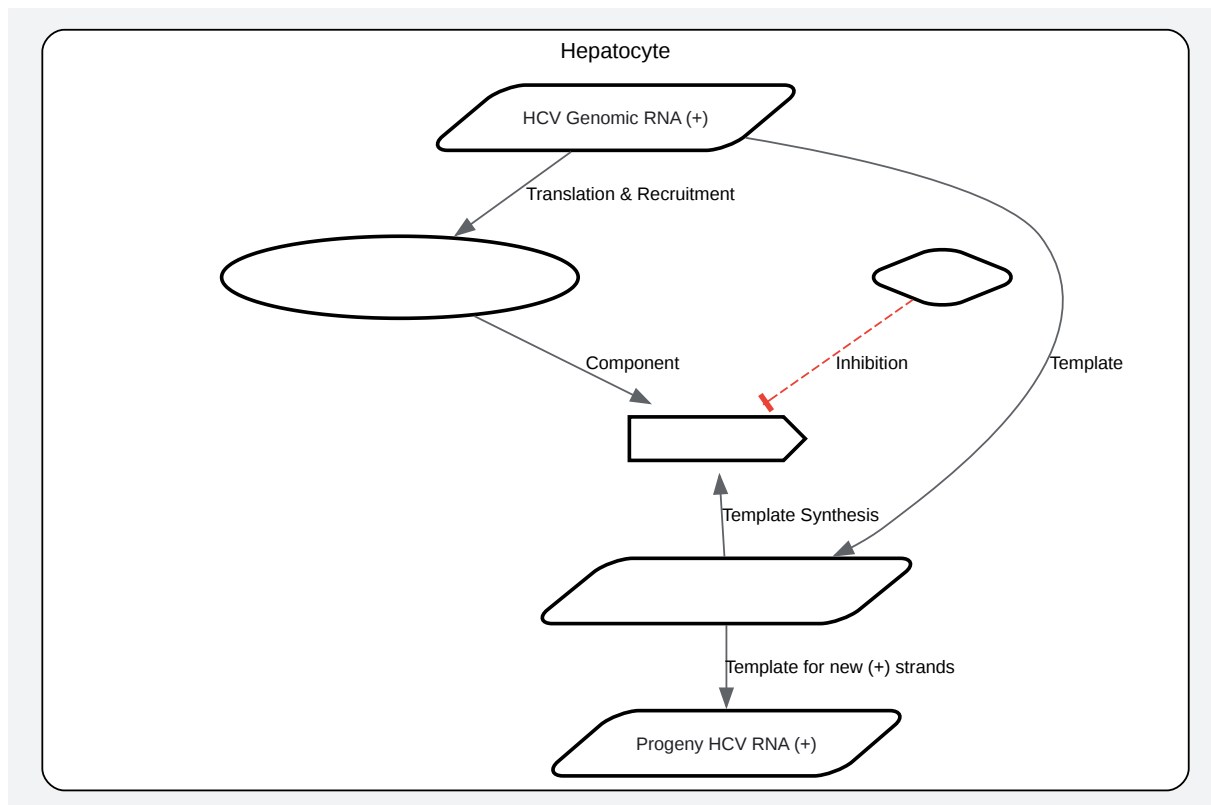 Hepatocyte
HCV Genomic RNA (+)
Translation & Recruitment
Component
Inhibition
Template
Template Synthesis
Template for new (+) strands
Progeny HCV RNA (+)